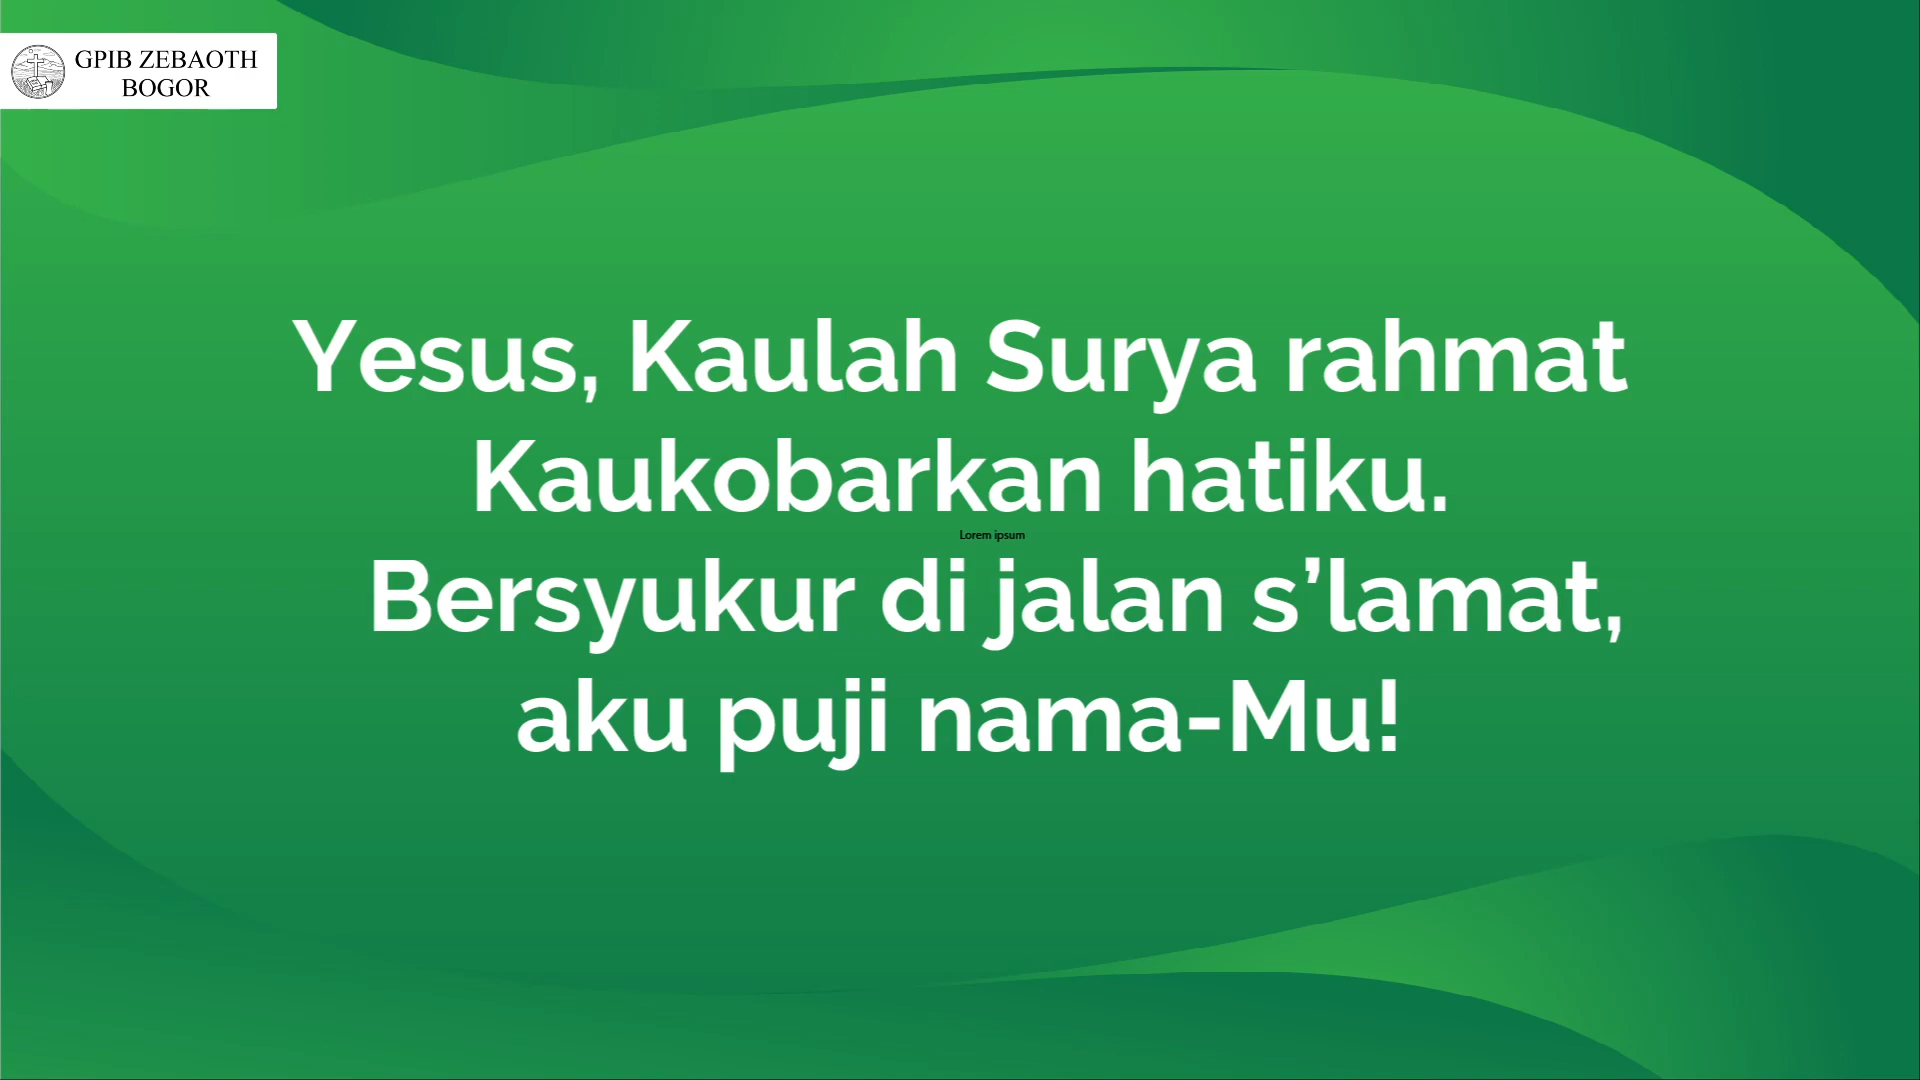 GPIB ZEBAOTH
BOGOR
Yesus, Kaulah Surya rahmat
Kaukobarkan hatiku.
Lorem ipsum
Bersyukur di jalan s’lamat,
aku puji nama-Mu!